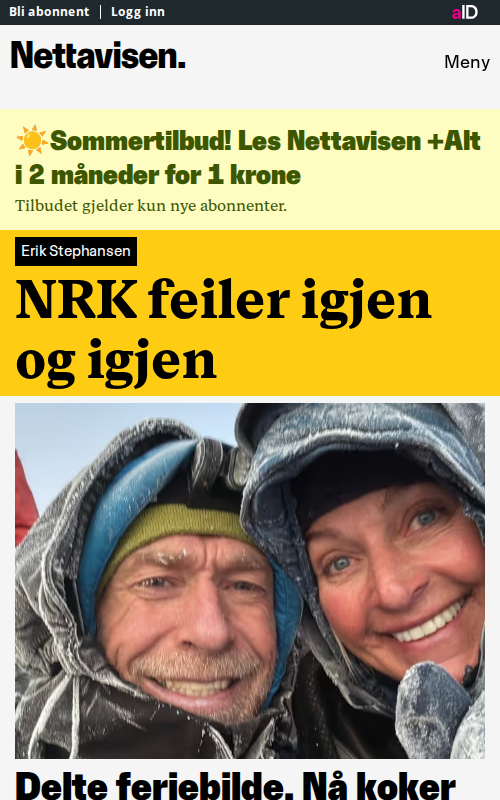 Bli abonnent | Logg inn
aID
Nettavisen.
Meny
☀️Sommertilbud! Les Nettavisen +Alt
i 2 måneder for 1 krone
Tilbudet gjelder kun nye abonnenter.
Erik Stephansen
NRK feiler igjen
og igjen
Delte feriebilde. Nå koker